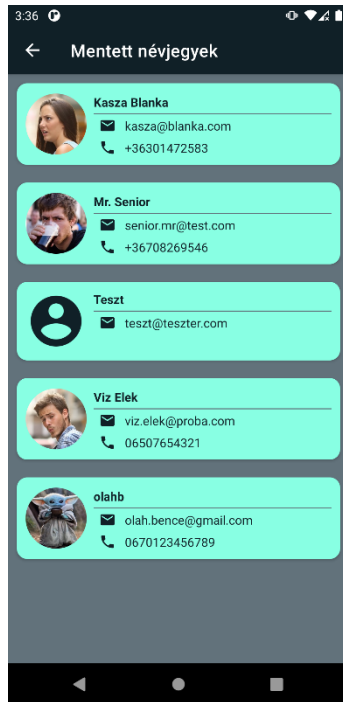 3:36
Mentett névjegyek
Kasza Blanka
kasza@blanka.com
+36301472583
Mr. Senior
senior.mr@test.com
+36708269546
Teszt
teszt@teszter.com
Viz Elek
viz.elek@proba.com
06507654321
olahb
olah.bence@gmail.com
0670123456789